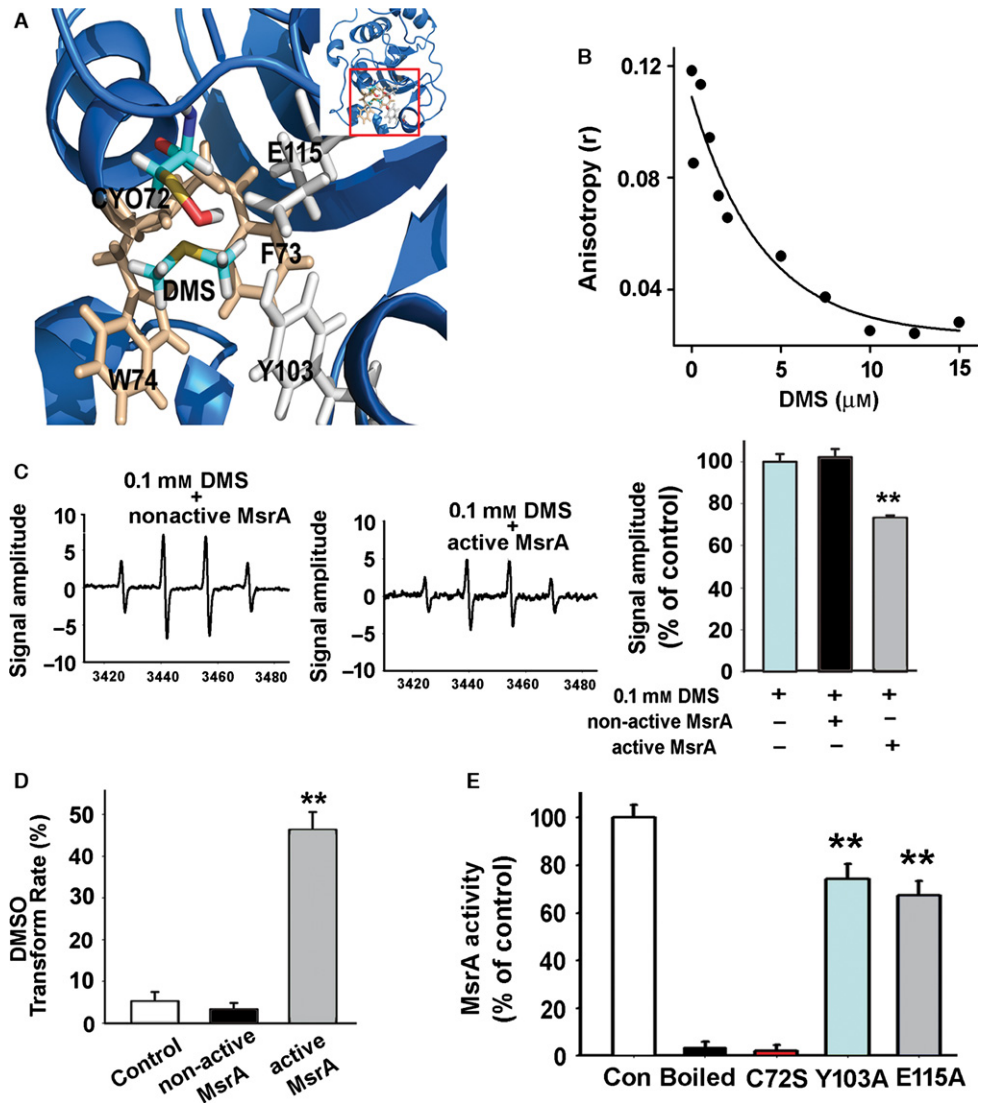 A
E115
CYO72
F73
DMS
W74
Y103
B
0.12
0.08
0.04
Anisotropy (r)
0 5 10 15
DMS (μM)
C
0.1 mM DMS
+
nonactive MsrA
Signal amplitude
10
5
0
−5
−10
3420 3440 3460 3480
0.1 mM DMS
+
active MsrA
Signal amplitude
10
5
0
−5
−10
3420 3440 3460 3480
Signal amplitude
(% of control)
100
80
60
40
20
0
**
0.1 mM DMS + + +
non-active MsrA − + −
active MsrA − − +
D
DMSO
Transform Rate (%)
50
40
30
20
10
0
**
Control
non-active
MsrA
active
MsrA
E
MsrA activity
(% of control)
100
80
60
40
20
0
** **
Con Boiled C72S Y103A E115A